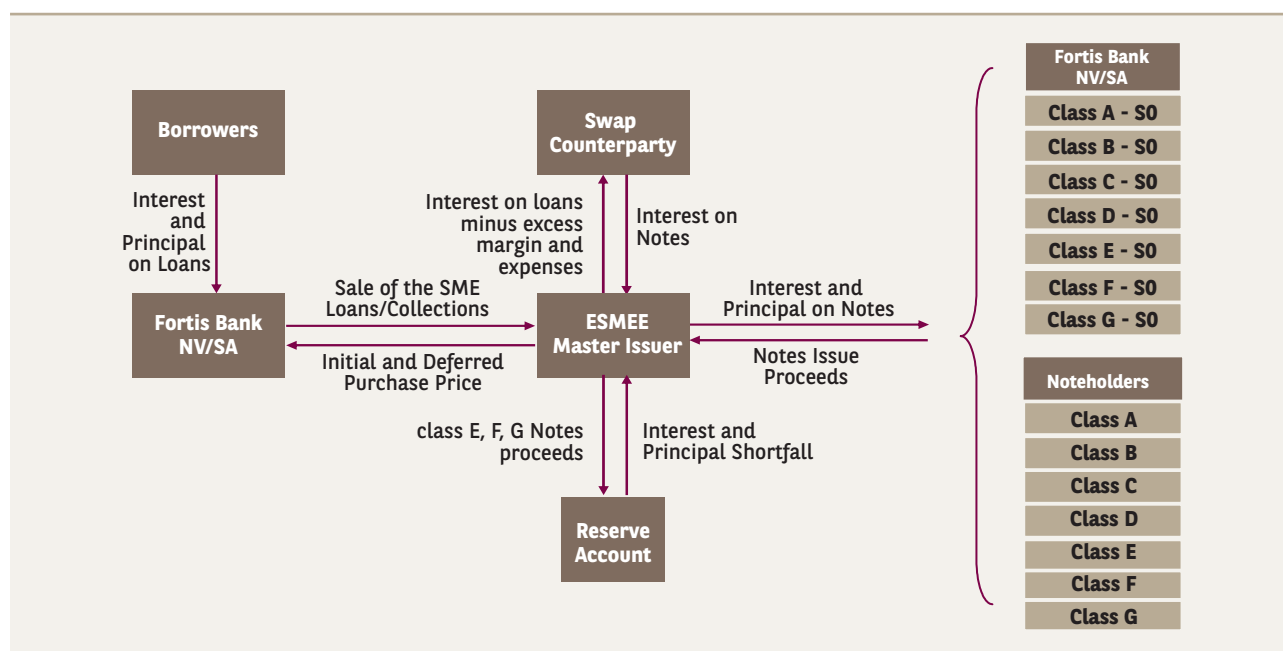 Borrowers
Swap
Counterparty
Interest
and
Principal
on Loans
Interest on loans
minus excess
margin and
expenses
Interest on
Notes
Fortis Bank
NV/SA
Sale of the SME
Loans/Collections
Initial and Deferred
Purchase Price
ESMEE
Master Issuer
Interest and
Principal on Notes
Notes Issue
Proceeds
class E, F, G Notes
proceeds
Interest and
Principal Shortfall
Reserve
Account
Fortis Bank
NV/SA
Class A - S0
Class B - S0
Class C - S0
Class D - S0
Class E - S0
Class F - S0
Class G - S0
Noteholders
Class A
Class B
Class C
Class D
Class E
Class F
Class G